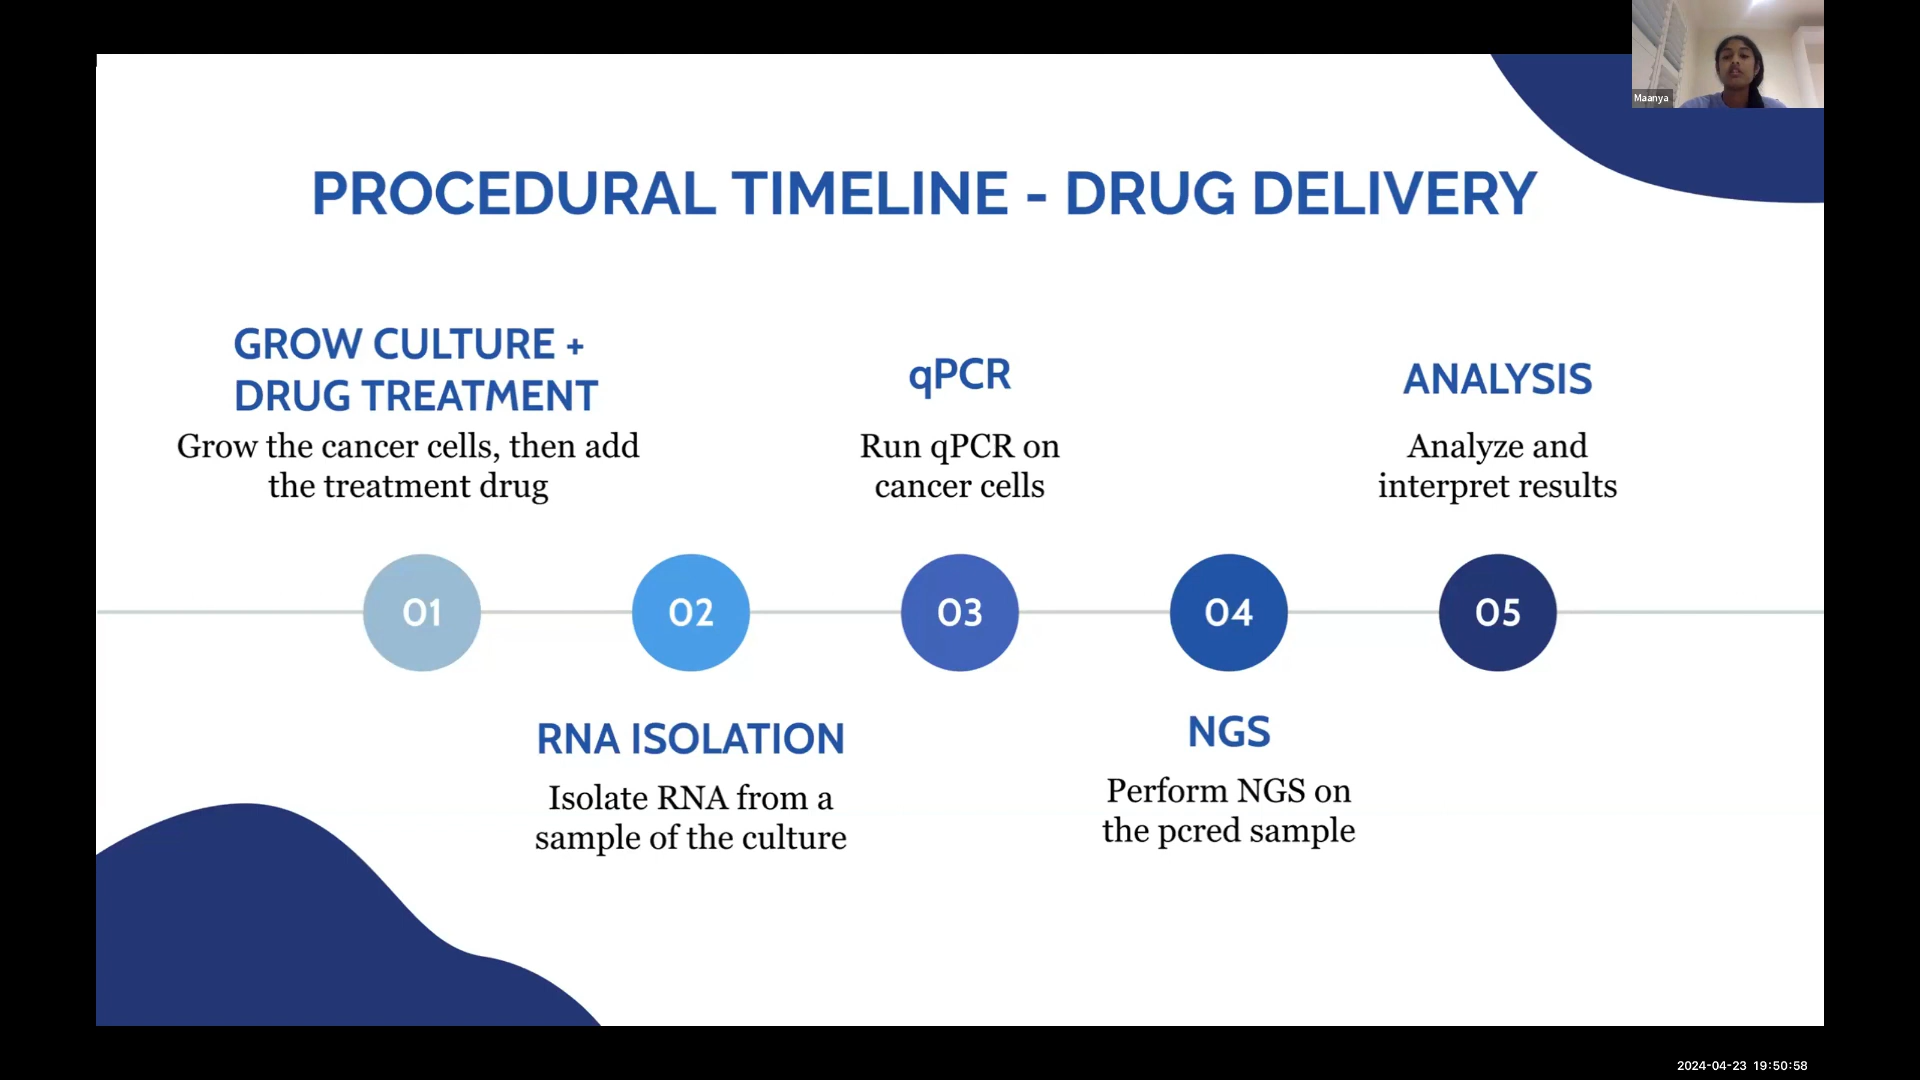 Maanya
PROCEDURAL TIMELINE - DRUG DELIVERY
GROW CULTURE +
DRUG TREATMENT
Grow the cancer cells, then add
the treatment drug
qPCR
Run qPCR on
cancer cells
ANALYSIS
Analyze and
interpret results
01
02
03
04
05
RNA ISOLATION
Isolate RNA from a
sample of the culture
NGS
Perform NGS on
the pcred sample
2024-04-23 19:50:58